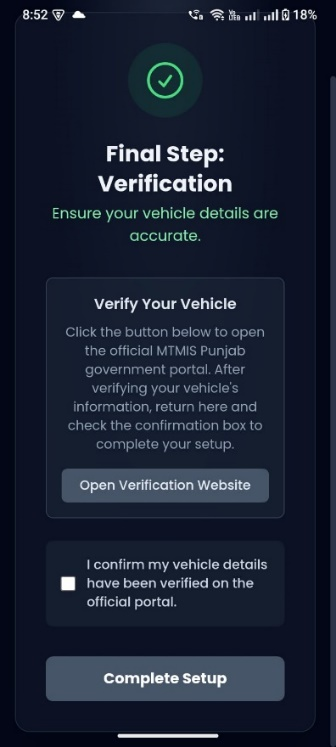 8:52 18%
Final Step:
Verification
Ensure your vehicle details are
accurate.
Verify Your Vehicle
Click the button below to open
the official MTMIS Punjab
government portal. After
verifying your vehicle's
information, return here and
check the confirmation box to
complete your setup.
Open Verification Website
I confirm my vehicle details
have been verified on the
official portal.
Complete Setup